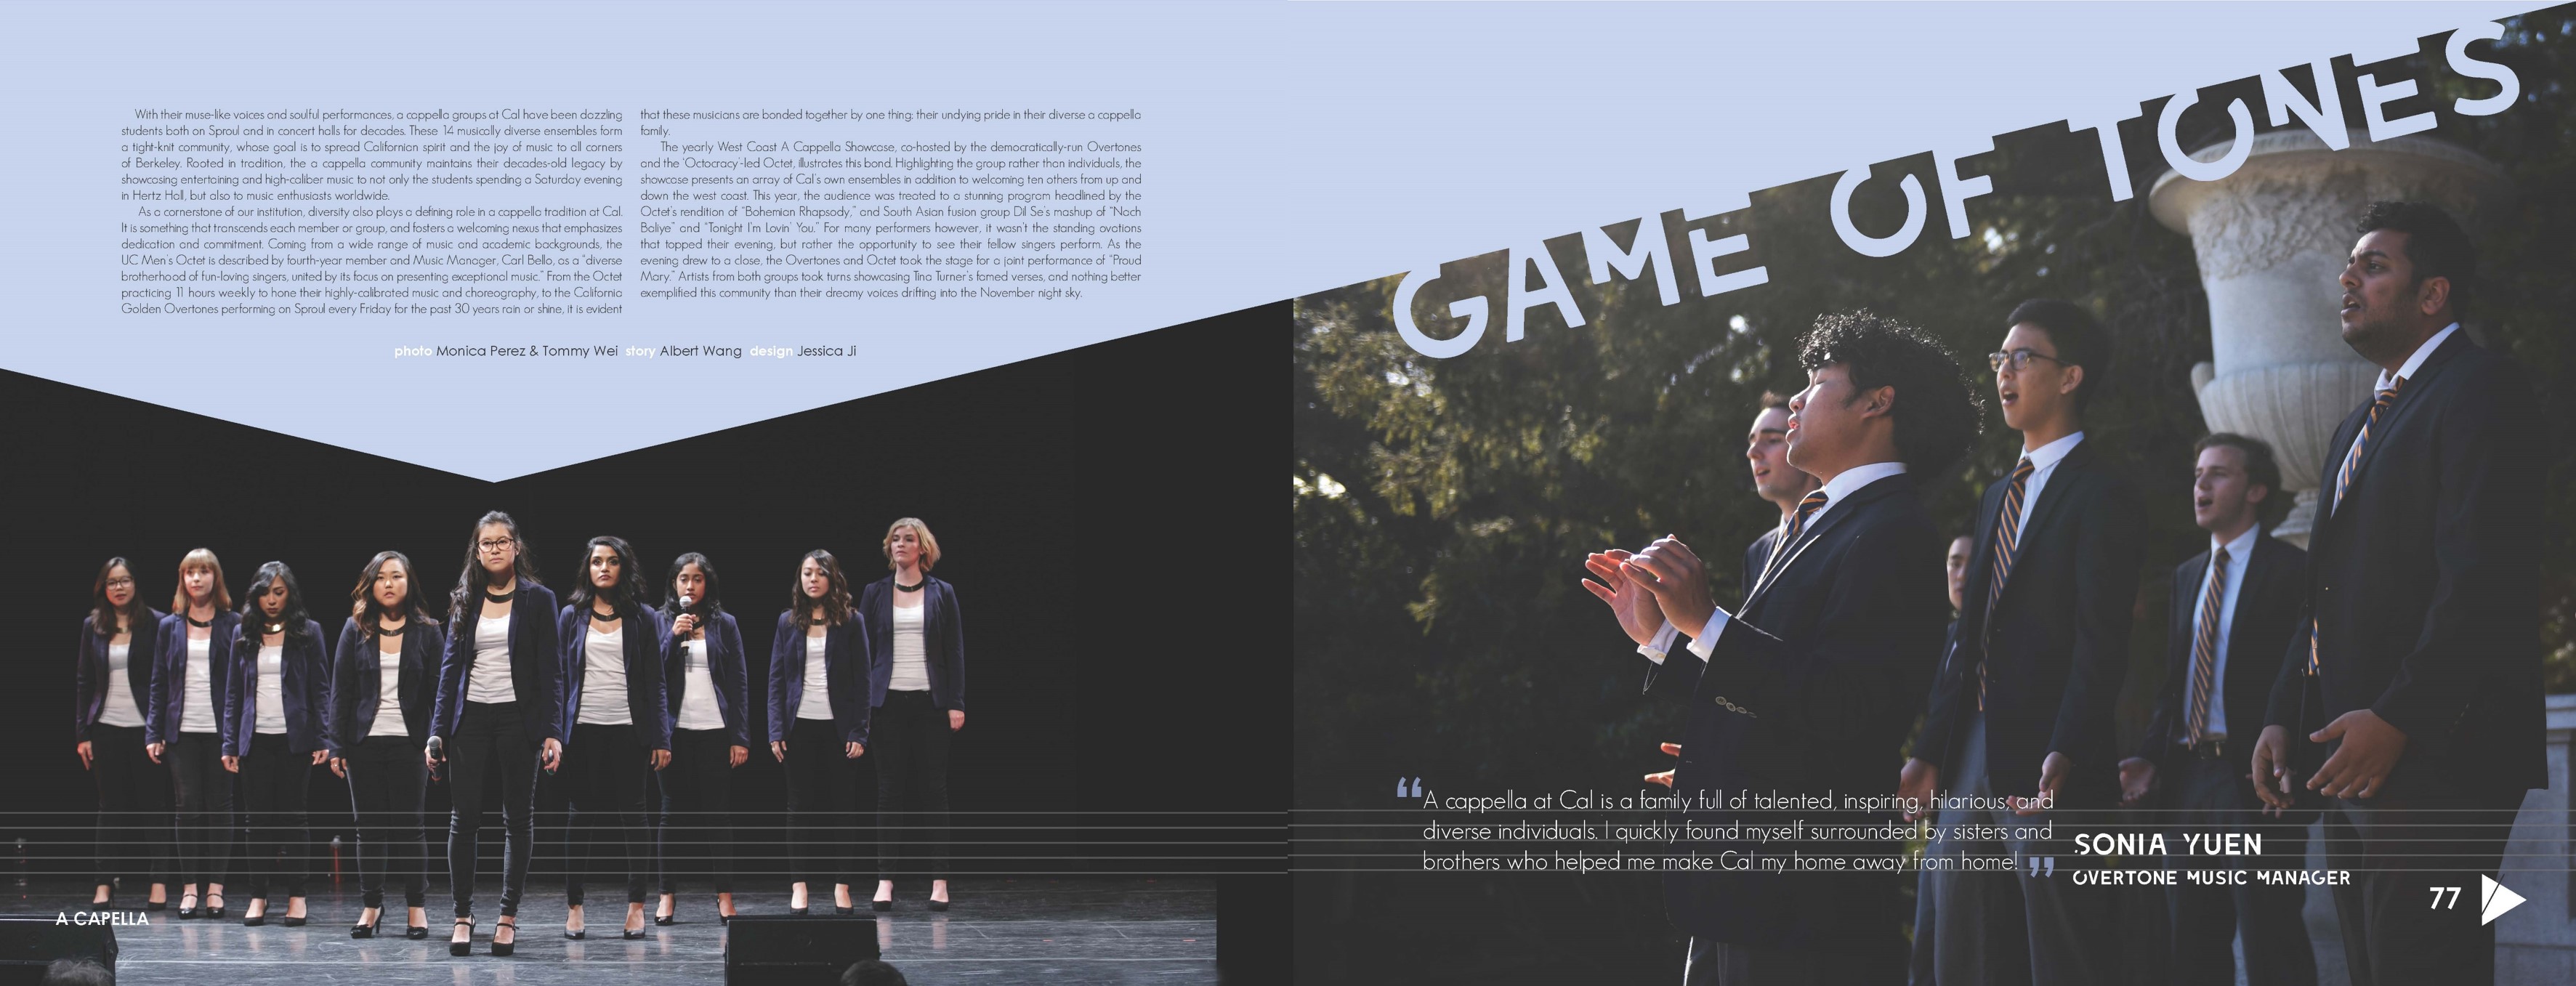 With their muse-like voices and soulful performances, a cappella groups at Cal have been dazzling
students both on Sproul and in concert halls for decades. These 14 musically diverse ensembles form
a tight-knit community, whose goal is to spread Californian spirit and the joy of music to all corners
of Berkeley. Rooted in tradition, the a cappella community maintains their decades-old legacy by
showcasing entertaining and high-caliber music to not only the students spending a Saturday evening
in Hertz Hall, but also to music enthusiasts worldwide.
As a cornerstone of our institution, diversity also plays a defining role in a cappella tradition at Cal.
It is something that transcends each member or group, and fosters a welcoming nexus that emphasizes
dedication and commitment. Coming from a wide range of music and academic backgrounds, the
UC Men's Octet is described by fourth-year member and Music Manager, Carl Bello, as a "diverse
brotherhood of fun-loving singers, united by its focus on presenting exceptional music." From the Octet
practicing 11 hours weekly to hone their highly-calibrated music and choreography, to the California
Golden Overtones performing on Sproul every Friday for the past 30 years rain or shine, it is evident
that these musicians are bonded together by one thing: their undying pride in their diverse a cappella
family.
The yearly West Coast A Cappella Showcase, co-hosted by the democratically-run Overtones
and the 'Octocracy'-led Octet, illustrates this bond. Highlighting the group rather than individuals, the
showcase presents an array of Cal's own ensembles in addition to welcoming ten others from up and
down the west coast. This year, the audience was treated to a stunning program headlined by the
Octet's rendition of "Bohemian Rhapsody," and South Asian fusion group Dil Se's mashup of "Nach
Baliye" and "Tonight I'm Lovin' You." For many performers however, it wasn't the standing ovations
that topped their evening, but rather the opportunity to see their fellow singers perform. As the
evening drew to a close, the Overtones and Octet took the stage for a joint performance of "Proud
Mary." Artists from both groups took turns showcasing Tina Turner's famed verses, and nothing better
exemplified this community than their dreamy voices drifting into the November night sky.
photo Monica Perez & Tommy Wei story Albert Wang design Jessica Ji
A CAPELLA
GAME OF TONES
"A cappella at Cal is a family full of talented, inspiring, hilarious, and
diverse individuals. I quickly found myself surrounded by sisters and
brothers who helped me make Cal my home away from home!"
SONIA YUEN
OVERTONE MUSIC MANAGER
77